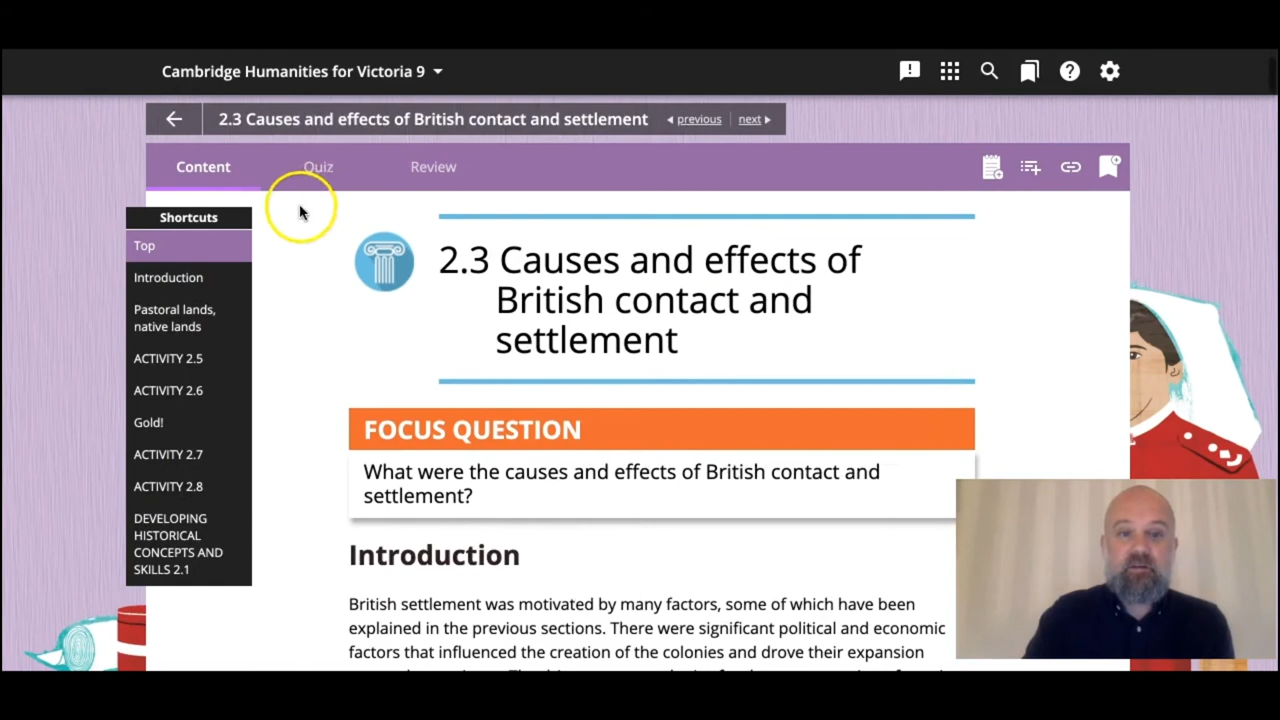 Cambridge Humanities for Victoria 9
2.3 Causes and effects of British contact and settlement
previous
next
Content
Quiz
Review
Shortcuts
Top
Introduction
Pastoral lands,
native lands
ACTIVITY 2.5
ACTIVITY 2.6
Gold!
ACTIVITY 2.7
ACTIVITY 2.8
DEVELOPING
HISTORICAL
CONCEPTS AND
SKILLS 2.1
2.3 Causes and effects of
British contact and
settlement
FOCUS QUESTION
What were the causes and effects of British contact and
settlement?
Introduction
British settlement was motivated by many factors, some of which have been
explained in the previous sections. There were significant political and economic
factors that influenced the creation of the colonies and drove their expansion